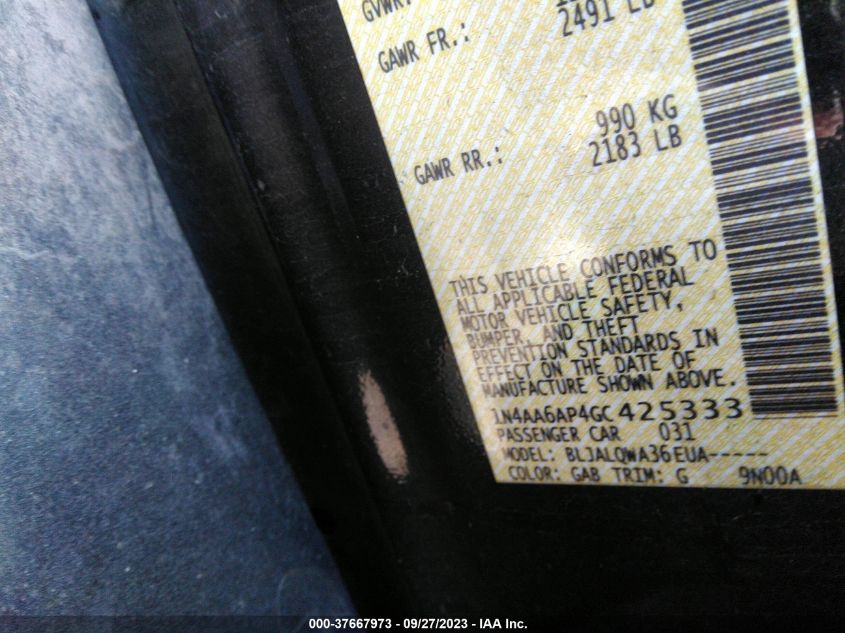 GVWR:
2491 LB
GAWR FR.:
990 KG
GAWR RR.: 2183 LB
THIS VEHICLE CONFORMS TO
ALL APPLICABLE FEDERAL
MOTOR VEHICLE SAFETY,
BUMPER, AND THEFT
PREVENTION STANDARDS IN
EFFECT ON THE DATE OF
MANUFACTURE SHOWN ABOVE.
1N4AA6AP4GC425333
PASSENGER CAR 031
MODEL: BLJALQWA36EUA-----
COLOR: GAB TRIM: G 9N00A
000-37667973 - 09/27/2023 - IAA Inc.